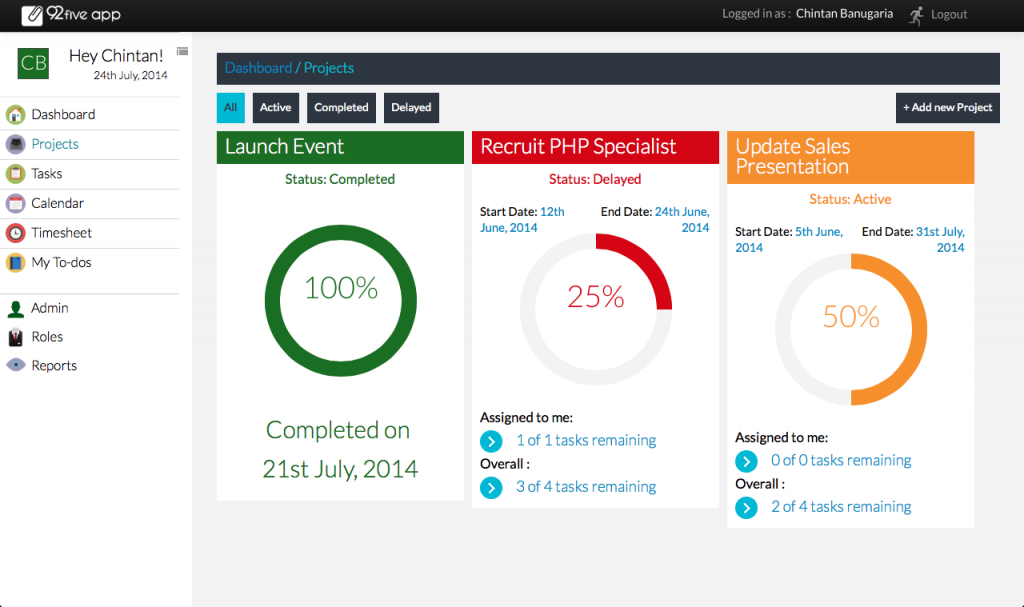 92five app
Logged in as : Chintan Banugaria
Logout
CB
Hey Chintan!
24th July, 2014
Dashboard
Projects
Tasks
Calendar
Timesheet
My To-dos
Admin
Roles
Reports
Dashboard / Projects
All
Active
Completed
Delayed
+ Add new Project
Launch Event
Status: Completed
100%
Completed on
21st July, 2014
Recruit PHP Specialist
Status: Delayed
Start Date: 12th
June, 2014
End Date: 24th June,
2014
25%
Assigned to me:
1 of 1 tasks remaining
Overall :
3 of 4 tasks remaining
Update Sales
Presentation
Status: Active
Start Date: 5th June,
2014
End Date: 31st July,
2014
50%
Assigned to me:
0 of 0 tasks remaining
Overall :
2 of 4 tasks remaining